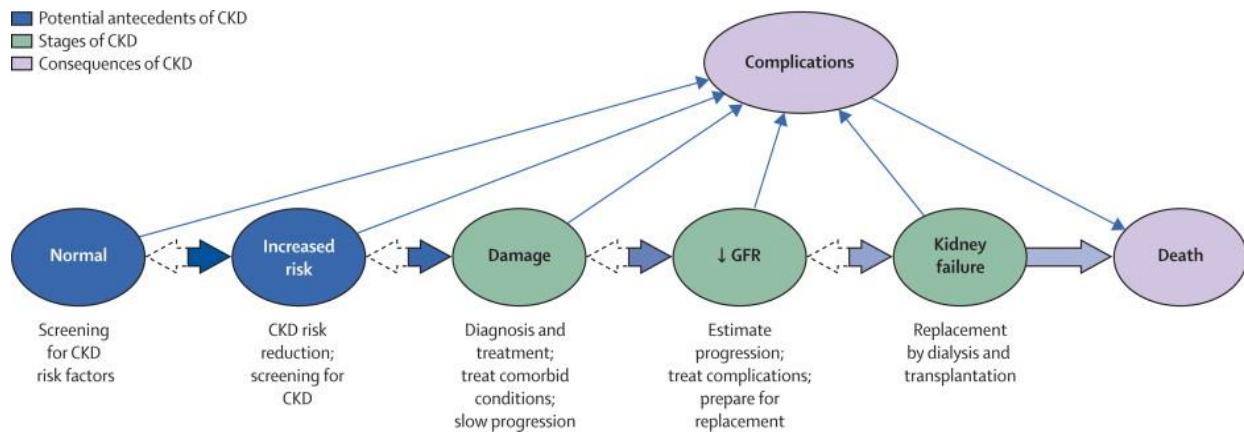 Potential antecedents of CKD
Stages of CKD
Consequences of CKD
Complications
Normal
Increased
risk
Damage
↓ GFR
Kidney
failure
Death
Screening
for CKD
risk factors
CKD risk
reduction;
screening for
CKD
Diagnosis and
treatment;
treat comorbid
conditions;
slow progression
Estimate
progression;
treat complications;
prepare for
replacement
Replacement
by dialysis and
transplantation